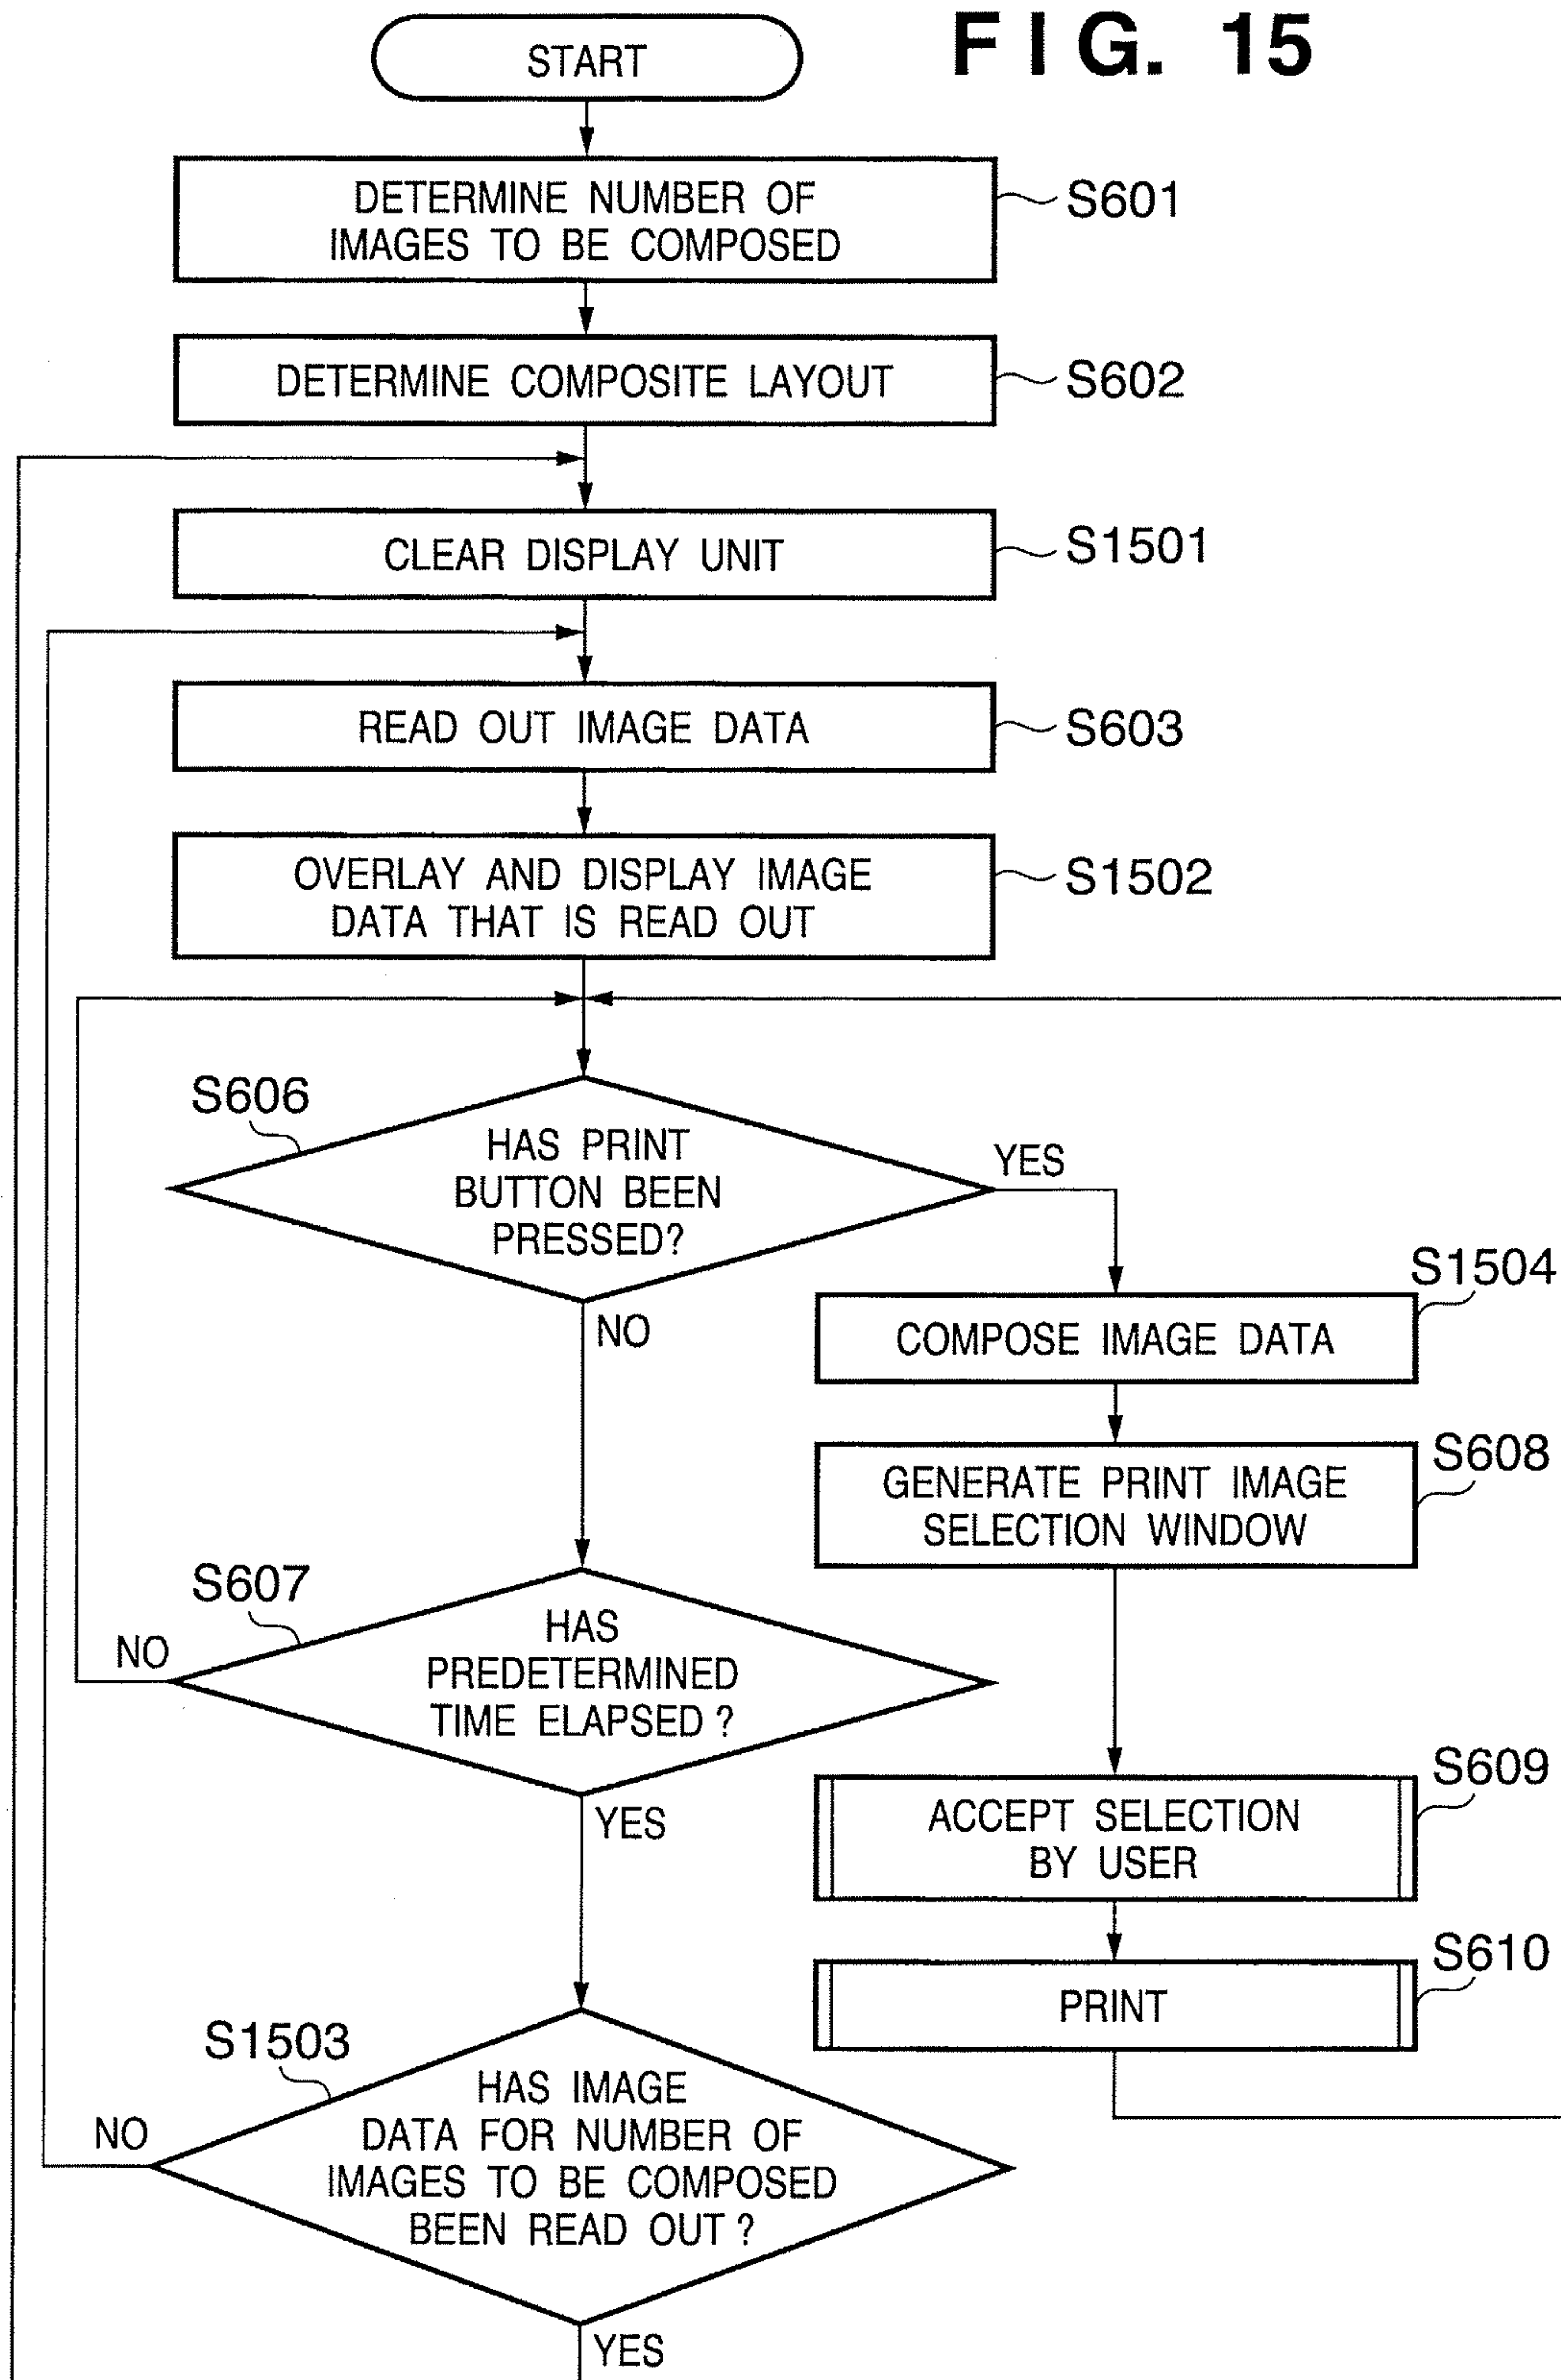 FIG. 15
START
DETERMINE NUMBER OF
IMAGES TO BE COMPOSED
S601
DETERMINE COMPOSITE LAYOUT
S602
CLEAR DISPLAY UNIT
S1501
READ OUT IMAGE DATA
S603
OVERLAY AND DISPLAY IMAGE
DATA THAT IS READ OUT
S1502
S606
HAS PRINT
BUTTON BEEN
PRESSED?
YES
NO
S1504
COMPOSE IMAGE DATA
S608
GENERATE PRINT IMAGE
SELECTION WINDOW
S607
NO
HAS
PREDETERMINED
TIME ELAPSED ?
YES
S609
ACCEPT SELECTION
BY USER
S610
PRINT
S1503
NO
HAS IMAGE
DATA FOR NUMBER OF
IMAGES TO BE COMPOSED
BEEN READ OUT ?
YES